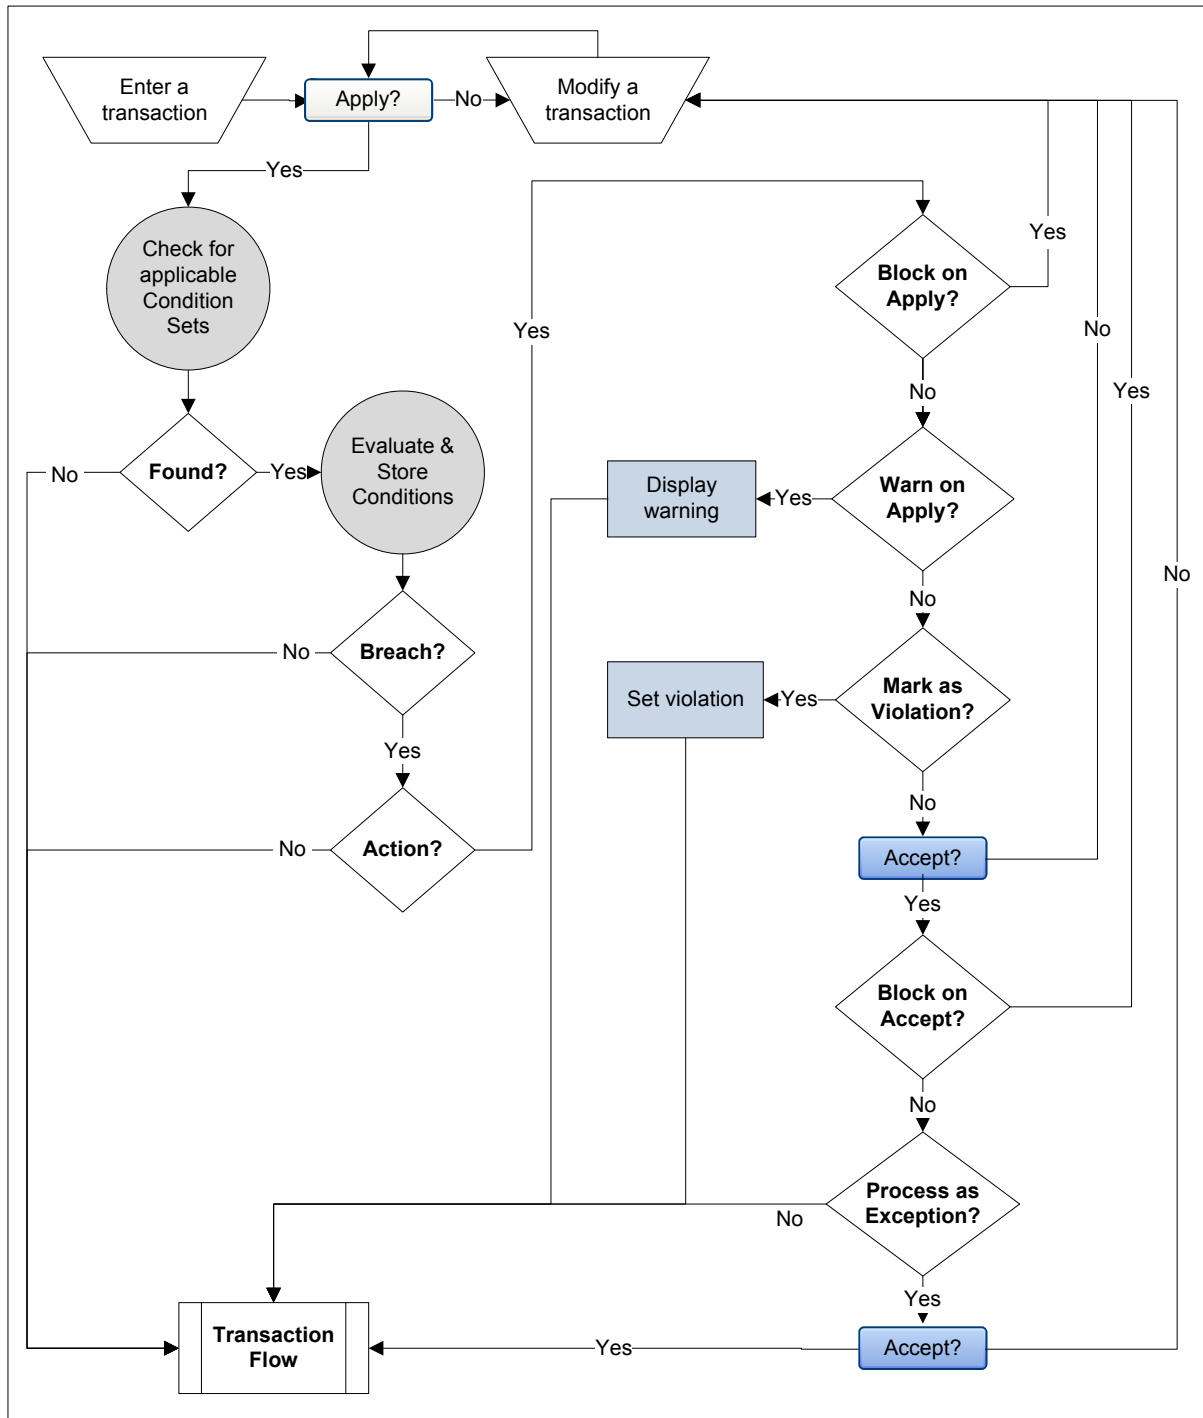 Enter a
transaction
Apply?
No
Modify a
transaction
Yes
Check for
applicable
Condition
Sets
Yes
Block on
Apply?
Yes
No
Yes
No
No
Found?
Yes
Evaluate &
Store
Conditions
Display
warning
Yes
Warn on
Apply?
No
No
No
Breach?
Yes
Set violation
Yes
Mark as
Violation?
No
No
Action?
Accept?
Yes
Block on
Accept?
No
Process as
Exception?
No
Yes
Transaction
Flow
Yes
Accept?